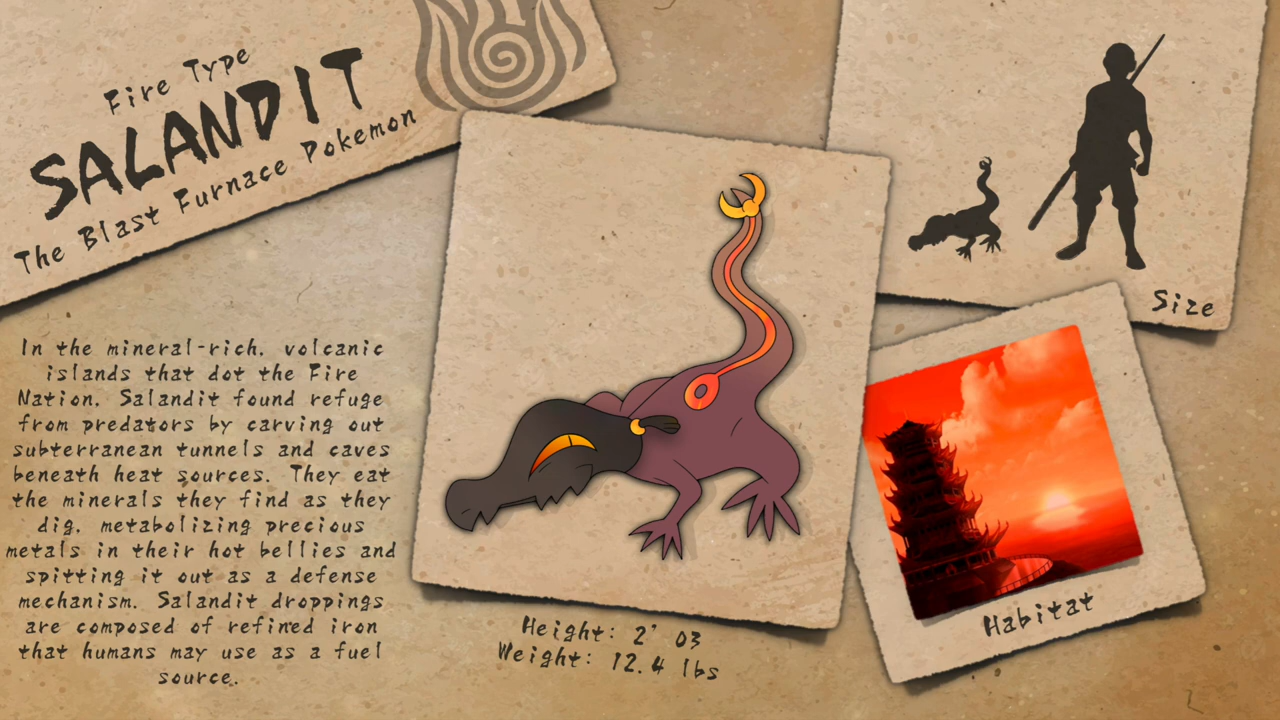 Fire Type
SALANDIT
The Blast Furnace Pokemon
In the mineral-rich, volcanic
islands that dot the Fire
Nation, Salandit found refuge
from predators by carving out
subterranean tunnels and caves
beneath heat sources. They eat
the minerals they find as they
dig, metabolizing precious
metals in their hot bellies and
spitting it out as a defense
mechanism. Salandit droppings
are composed of refined iron
that humans may use as a fuel
source.
Height: 2' 03
Weight: 12.4 lbs
Size
Habitat